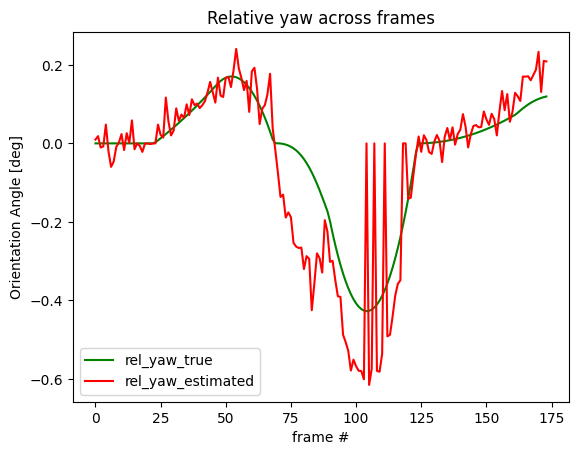 Relative yaw across frames
Orientation Angle [deg]
0.2
0.0
−0.2
−0.4
−0.6
rel_yaw_true
rel_yaw_estimated
0 25 50 75 100 125 150 175
frame #